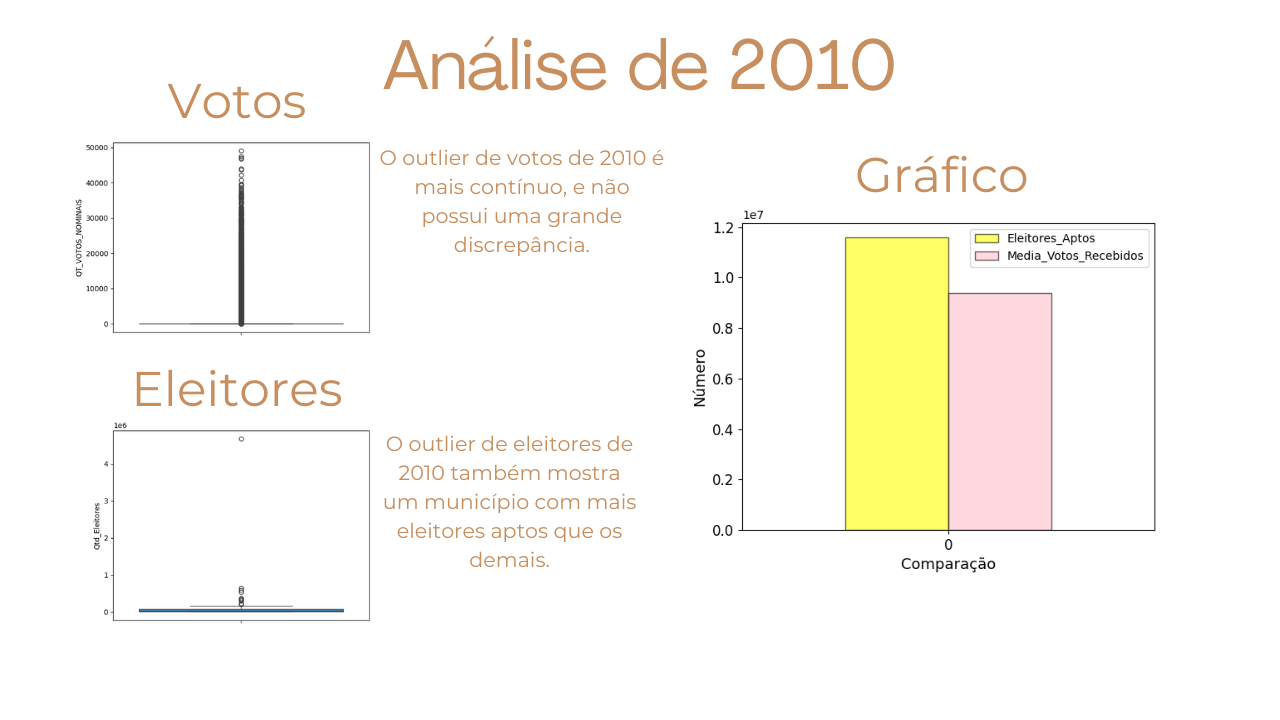 Análise de 2010
Votos
50000
40000
30000
20000
10000
0
QT_VOTOS_NOMINAIS
O outlier de votos de 2010 é
mais contínuo, e não
possui uma grande
discrepância.
Eleitores
1e6
4
3
2
1
0
Qtd_Eleitores
O outlier de eleitores de
2010 também mostra
um município com mais
eleitores aptos que os
demais.
Gráfico
1e7
1.2
1.0
0.8
0.6
0.4
0.2
0.0
Número
Eleitores_Aptos
Media_Votos_Recebidos
0
Comparação